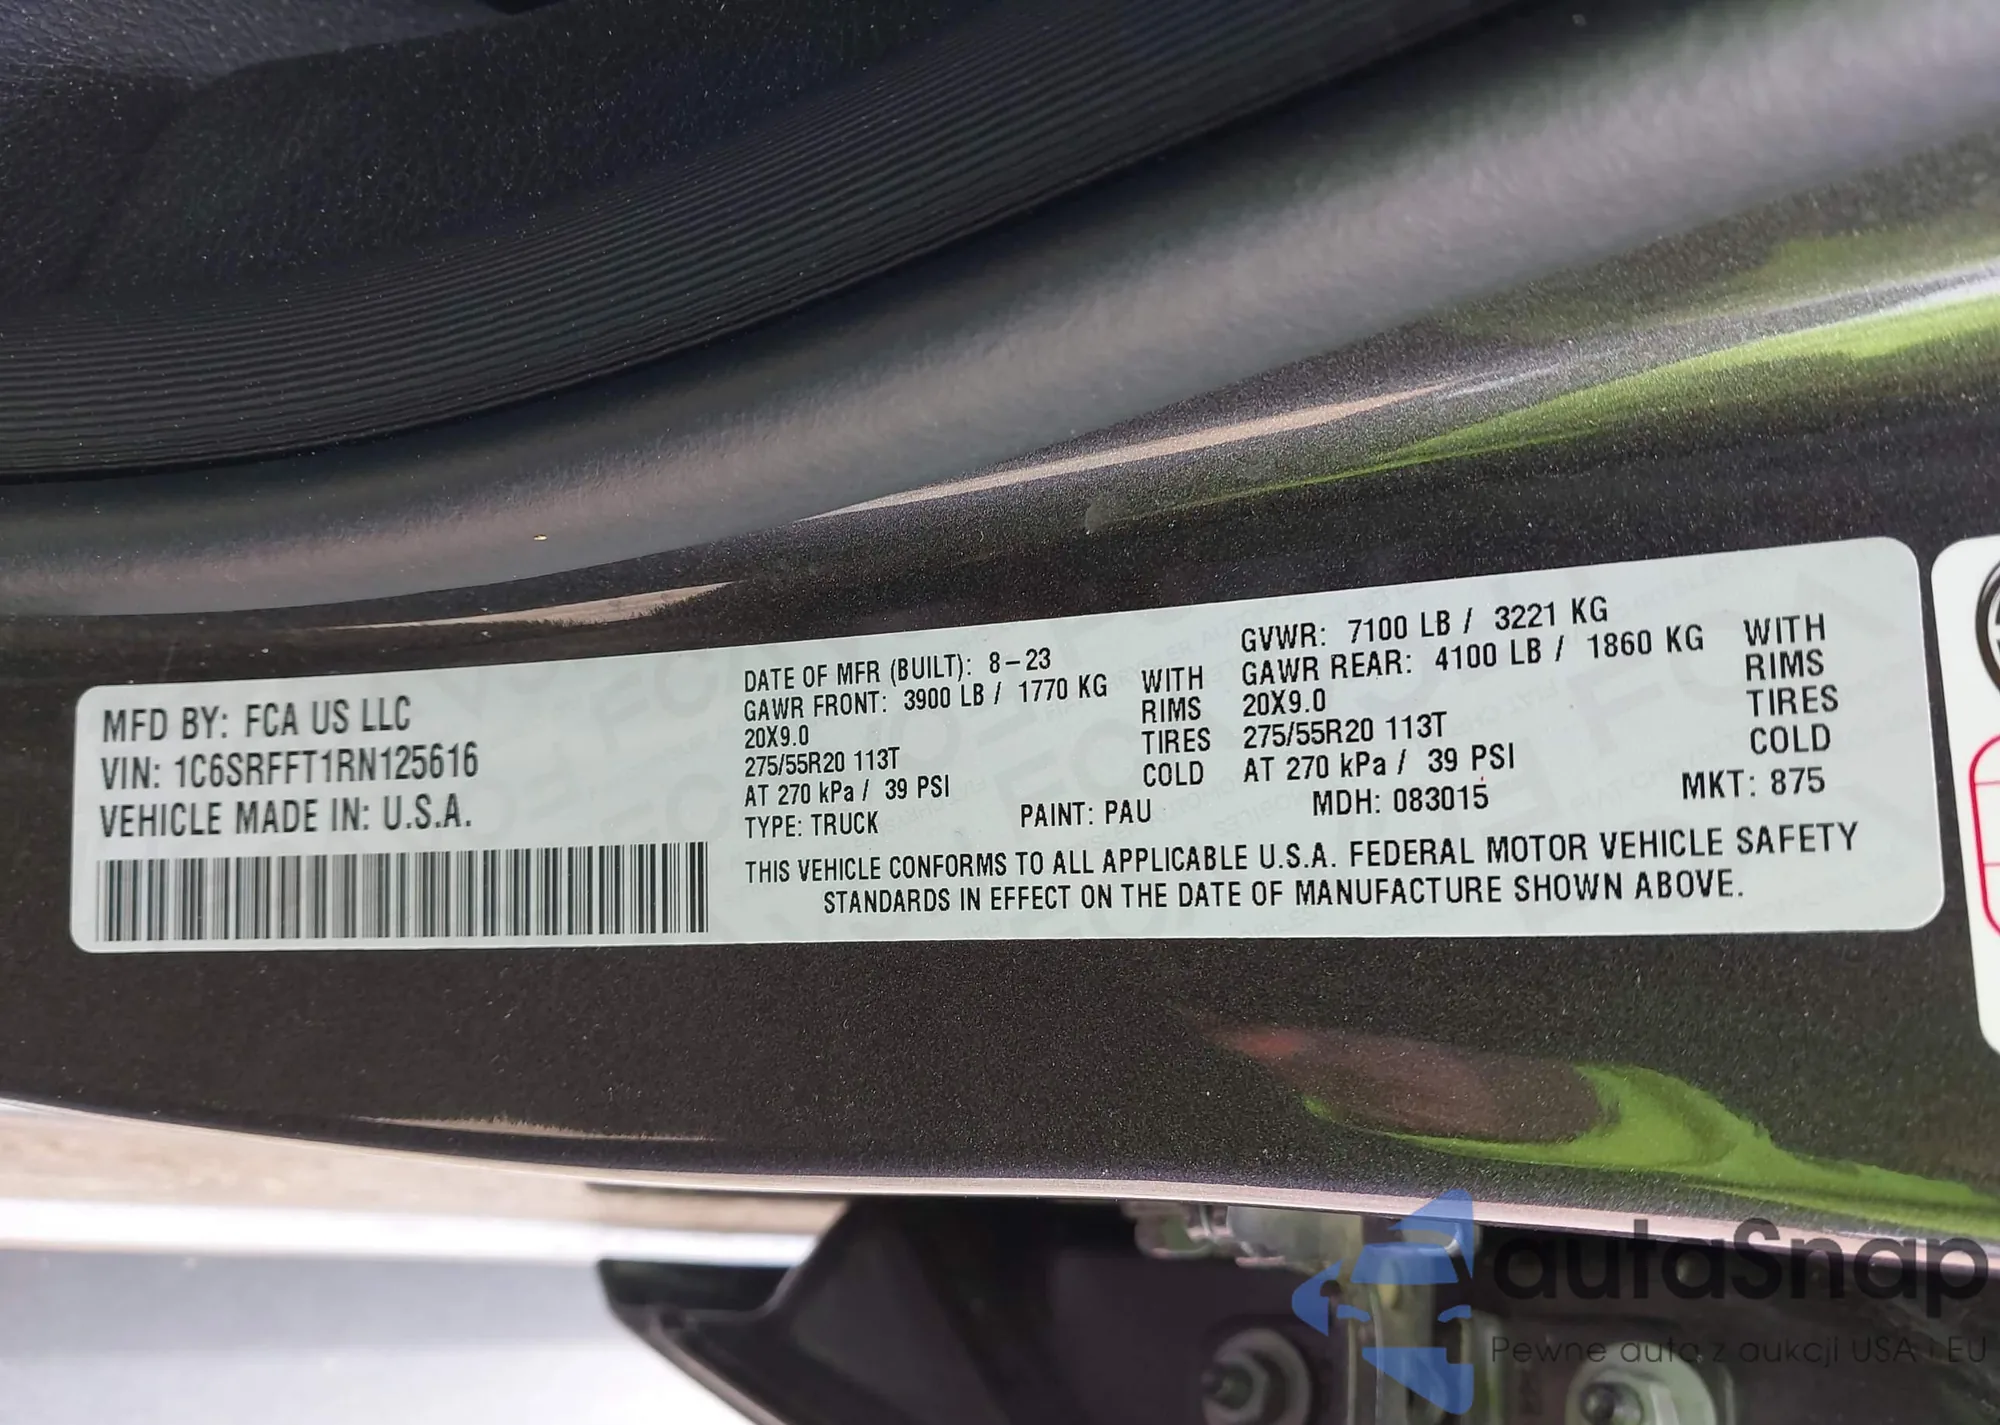 MFD BY: FCA US LLC
VIN: 1C6SRFFT1RN125616
VEHICLE MADE IN: U.S.A.
DATE OF MFR (BUILT): 8-23
GAWR FRONT: 3900 LB / 1770 KG WITH
20X9.0 RIMS
275/55R20 113T TIRES
AT 270 kPa / 39 PSI COLD
GVWR: 7100 LB / 3221 KG
GAWR REAR: 4100 LB / 1860 KG WITH
20X9.0 RIMS
275/55R20 113T TIRES
AT 270 kPa / 39 PSI COLD
TYPE: TRUCK PAINT: PAU MDH: 083015 MKT: 875
THIS VEHICLE CONFORMS TO ALL APPLICABLE U.S.A. FEDERAL MOTOR VEHICLE SAFETY
STANDARDS IN EFFECT ON THE DATE OF MANUFACTURE SHOWN ABOVE.
autaSnap
Pewne auta z aukcji USA i EU